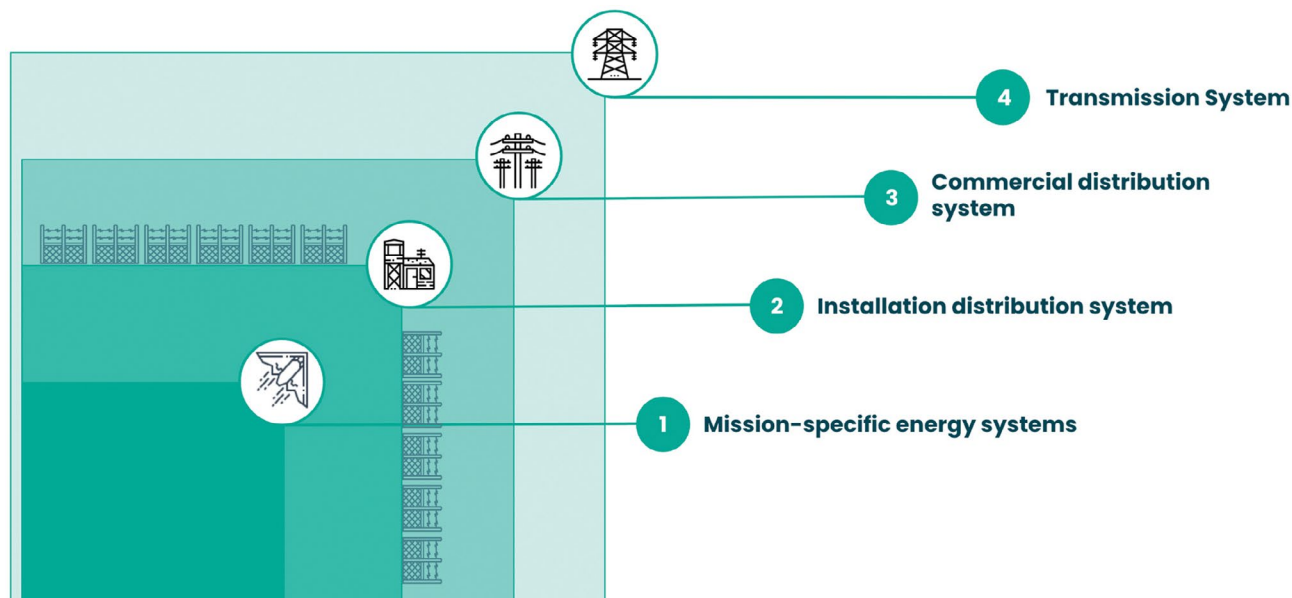 4 Transmission System
3 Commercial distribution
system
2 Installation distribution system
1 Mission-specific energy systems